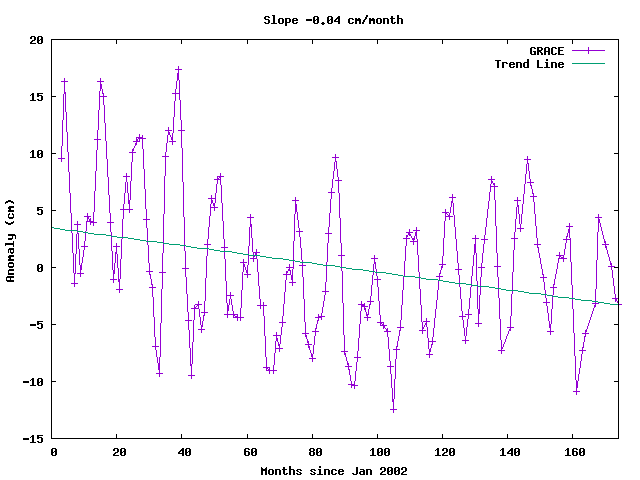 Slope -0.04 cm/month
GRACE
Trend Line
20
15
10
5
0
-5
-10
-15
Anomaly (cm)
0 20 40 60 80 100 120 140 160
Months since Jan 2002